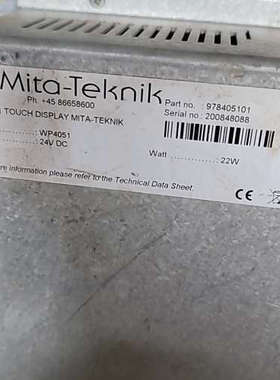 Mita-Teknik
Ph. +45 86658600
Part no. : 978405101
Serial no.: 200848088
TOUCH DISPLAY MITA-TEKNIK
: WP4051
: 24V DC
Watt : 22W
re information please refer to the Technical Data Sheet.
CE